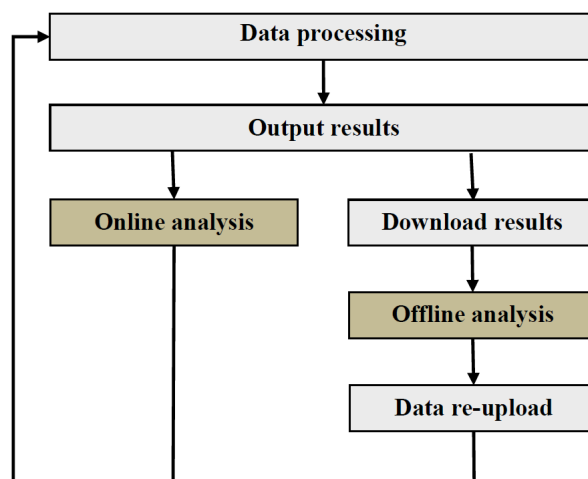 Data processing
Output results
Online analysis
Download results
Offline analysis
Data re-upload